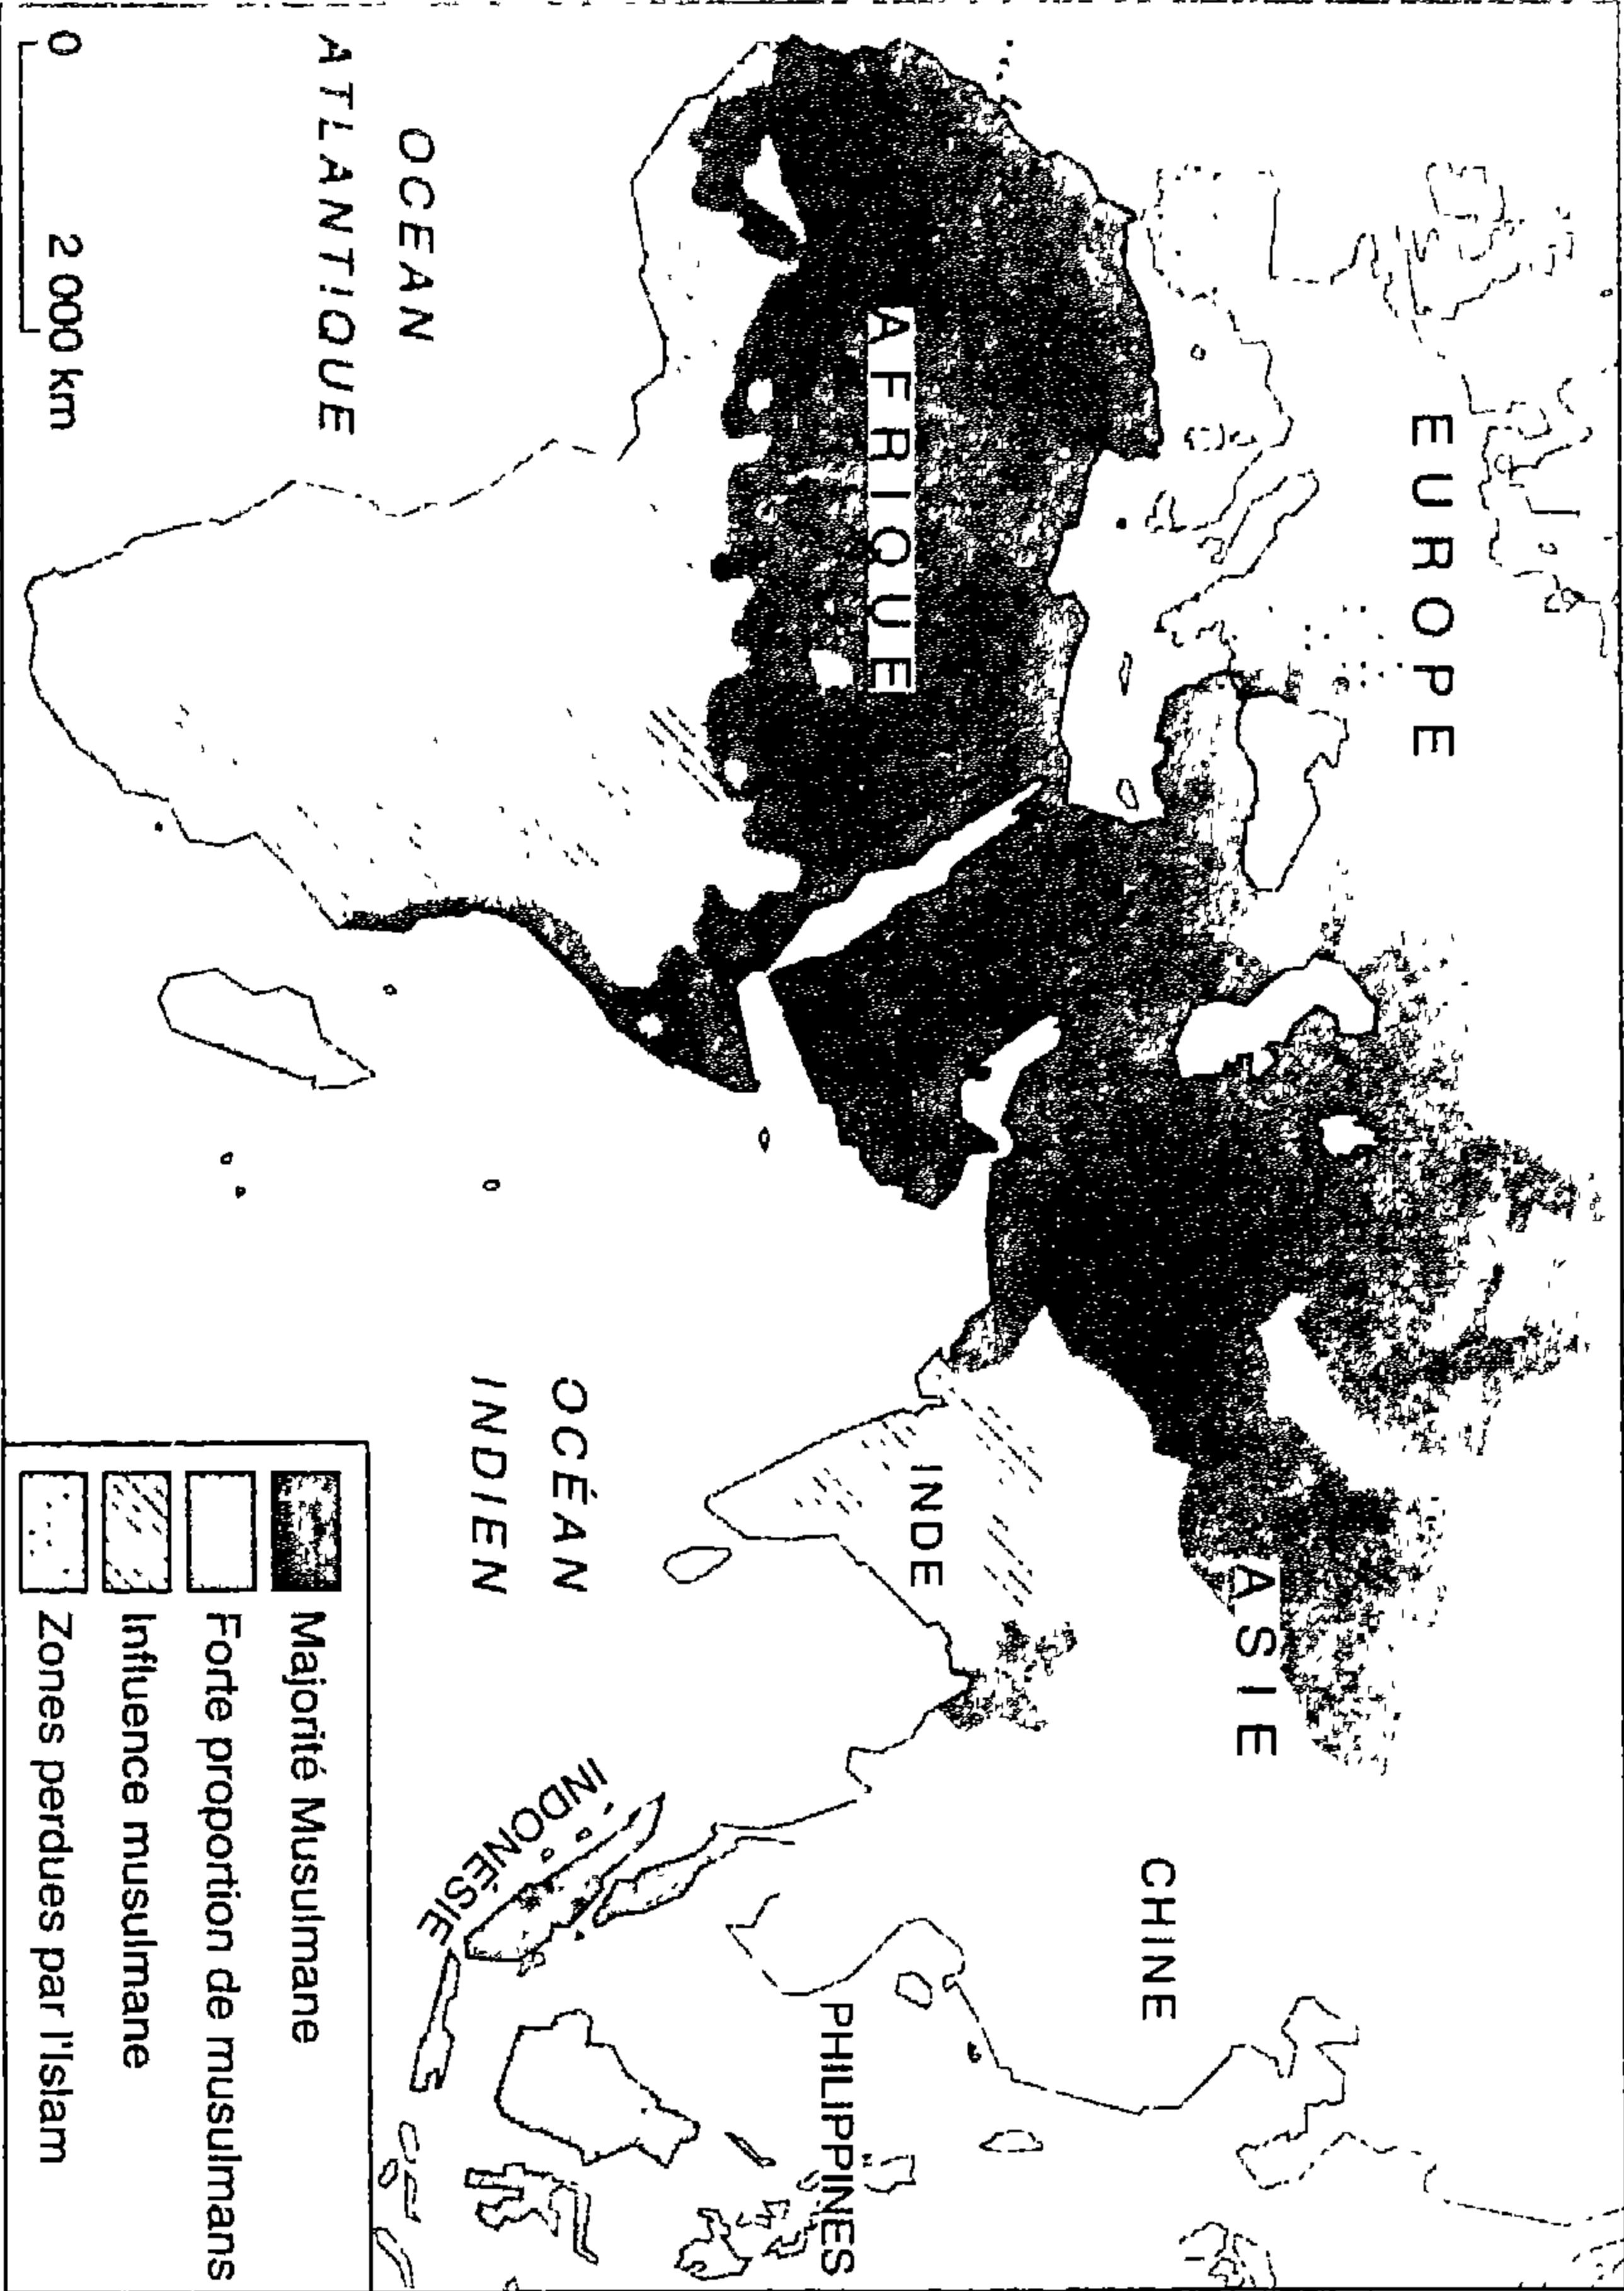 EUROPE
ASIE
CHINE
AFRIQUE
INDE
PHILIPPINES
OCEAN
ATLANTIQUE
OCÉAN
INDIEN
INDONÉSIE
0 2 000 km
Majorité Musulmane
Forte proportion de musulmans
Influence musulmane
Zones perdues par l'Islam